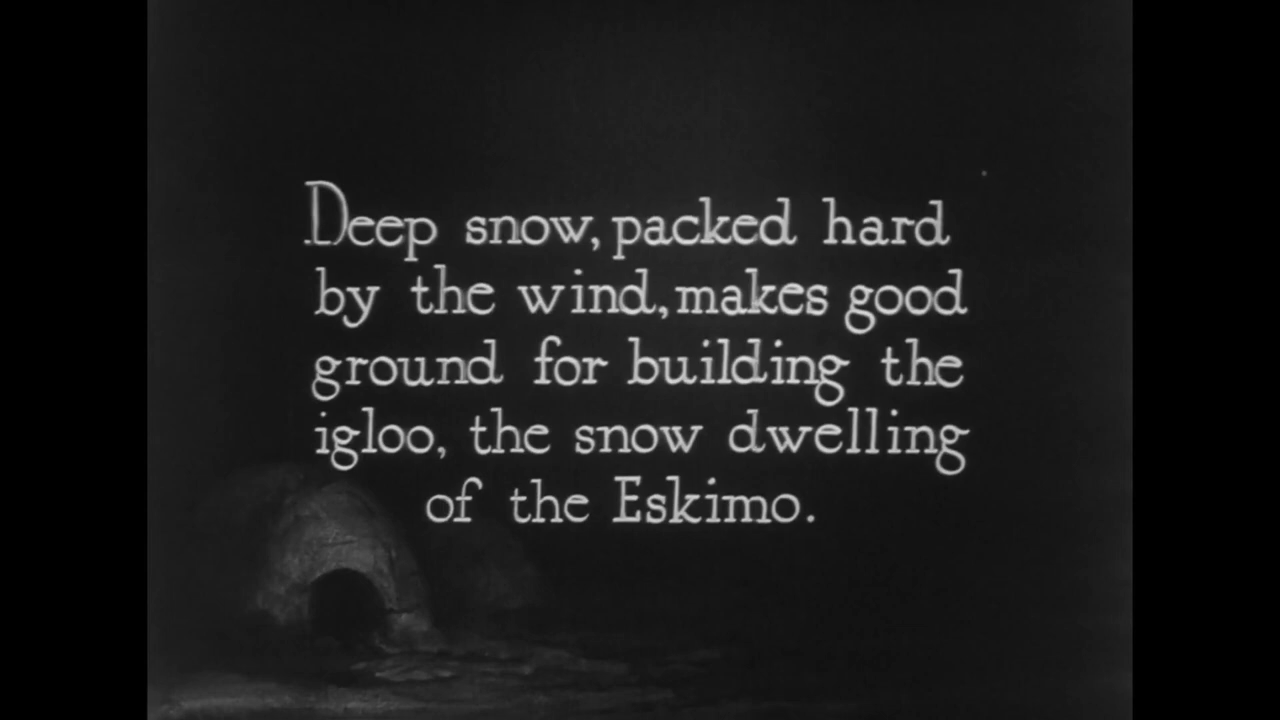 Deep snow, packed hard
by the wind, makes good
ground for building the
igloo, the snow dwelling
of the Eskimo.